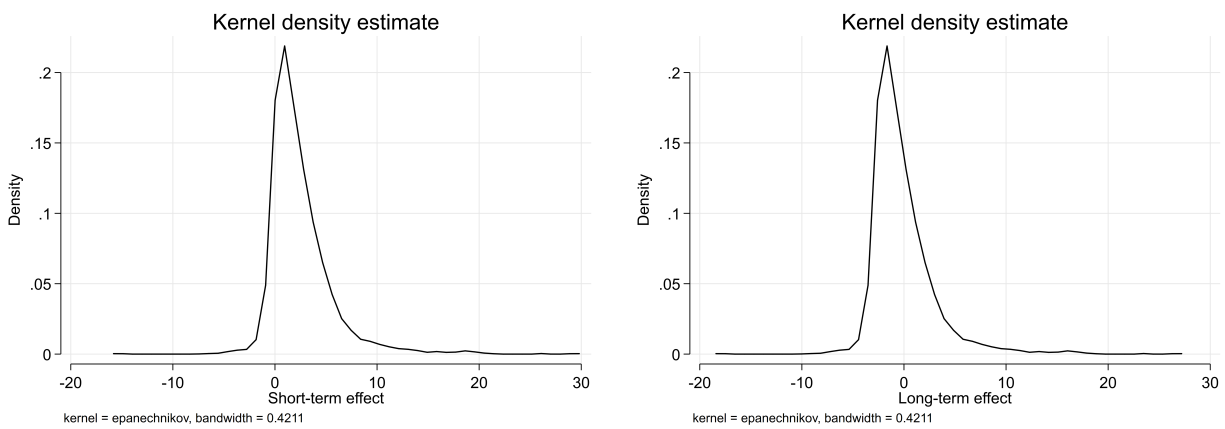 Kernel density estimate
.2
.15
.1
.05
0
Density
-20 -10 0 10 20 30
Short-term effect
kernel = epanechnikov, bandwidth = 0.4211
Kernel density estimate
.2
.15
.1
.05
0
Density
-20 -10 0 10 20 30
Long-term effect
kernel = epanechnikov, bandwidth = 0.4211